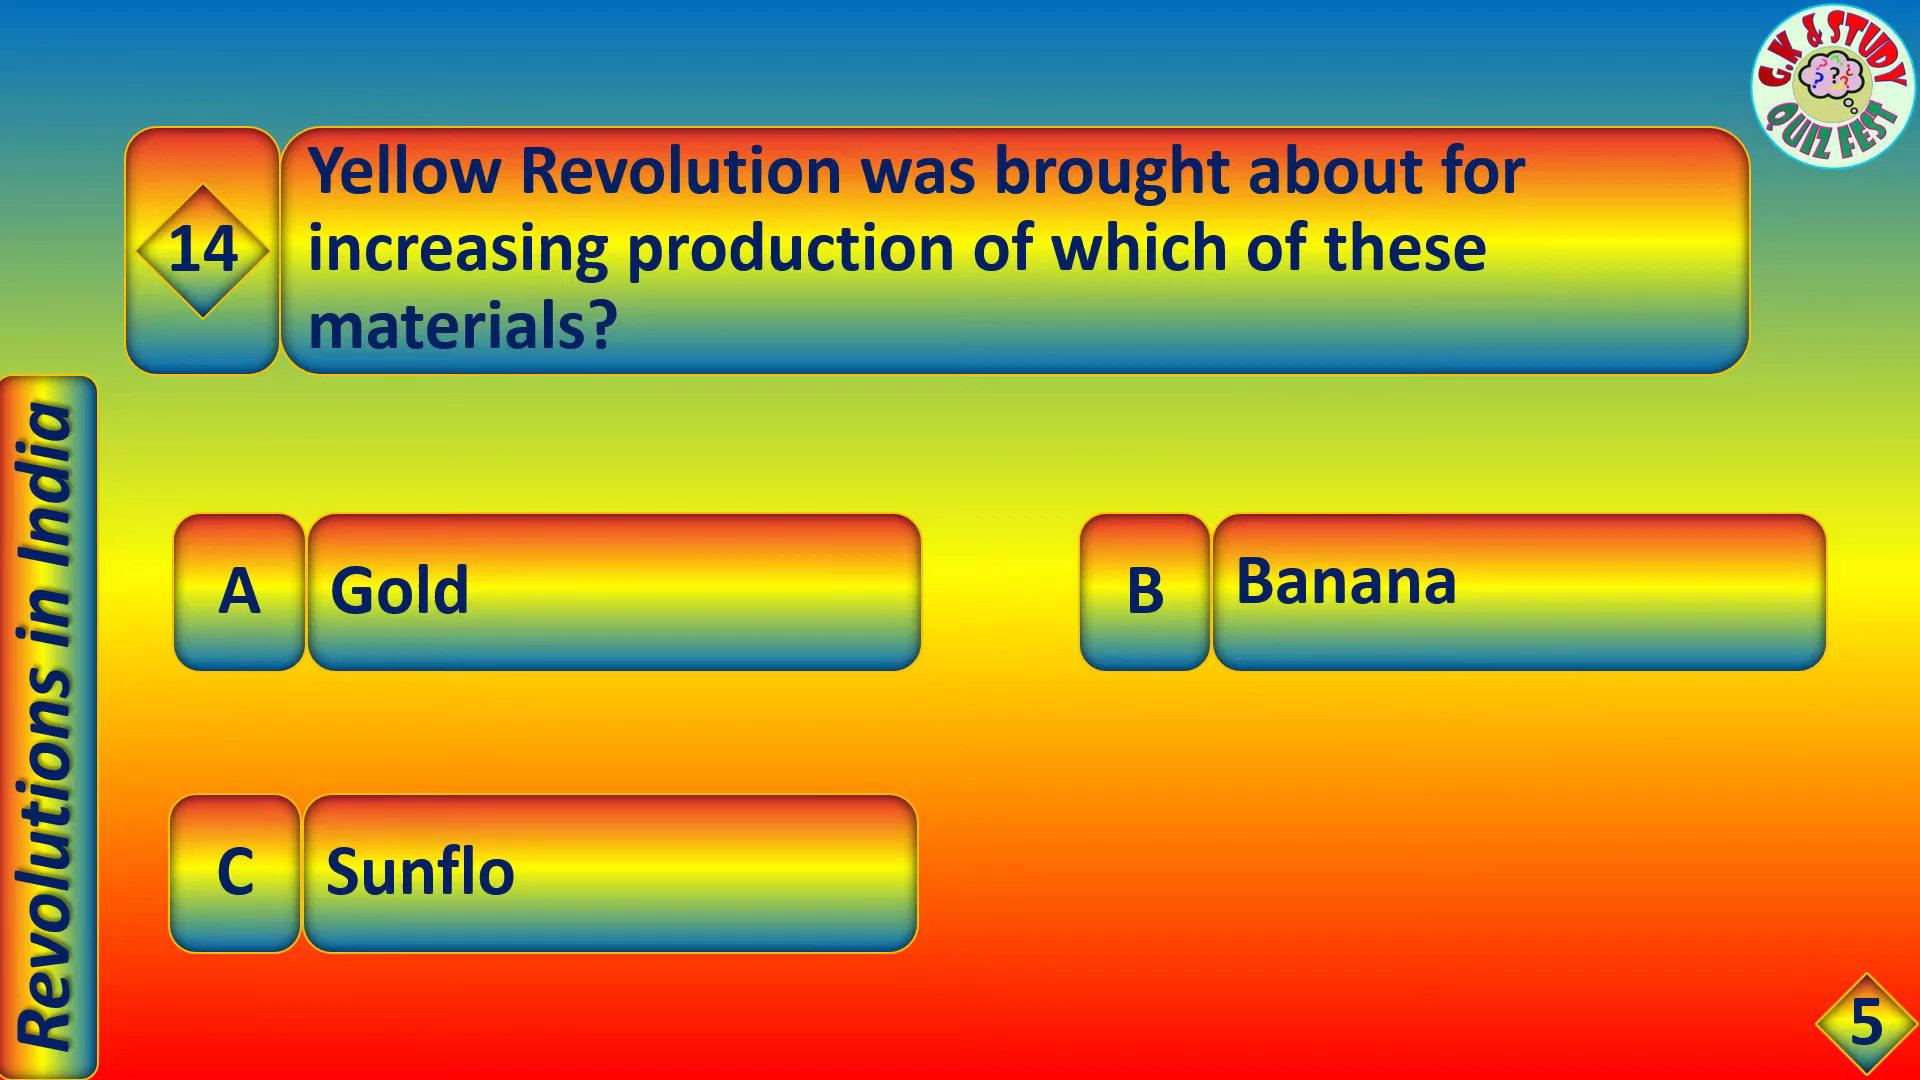 G.K & STUDY
QUIZ FEST
14
Yellow Revolution was brought about for
increasing production of which of these
materials?
Revolutions in India
A
Gold
B
Banana
C
Sunflo
5